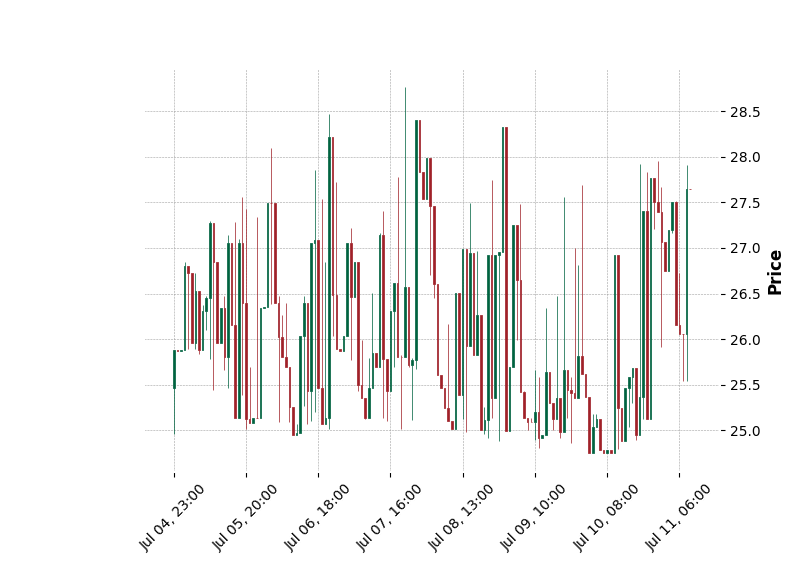 28.5
28.0
27.5
27.0
26.5
26.0
25.5
25.0
Price
Jul 04, 23:00
Jul 05, 20:00
Jul 06, 18:00
Jul 07, 16:00
Jul 08, 13:00
Jul 09, 10:00
Jul 10, 08:00
Jul 11, 06:00